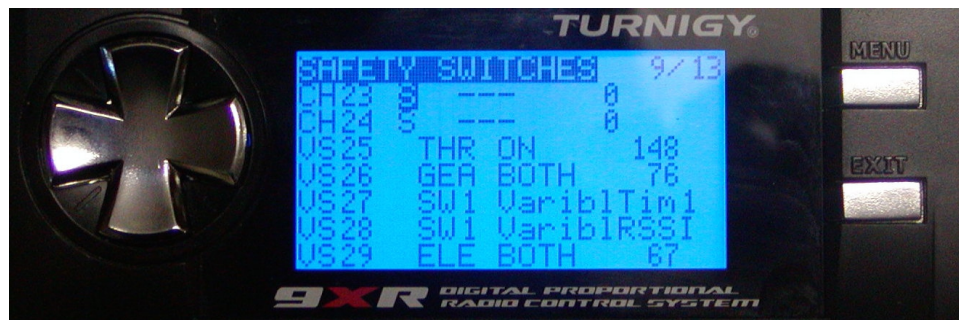 TURNIGY
MENU
SAFETY SWITCHES 9/13
CH23 S --- 0
CH24 S --- 0
VS25 THR ON 148
VS26 GEA BOTH 76
EXIT
VS27 SW1 VariblTim1
VS28 SW1 VariblRSSI
VS29 ELE BOTH 67
9XR DIGITAL PROPORTIONAL
RADIO CONTROL SYSTEM